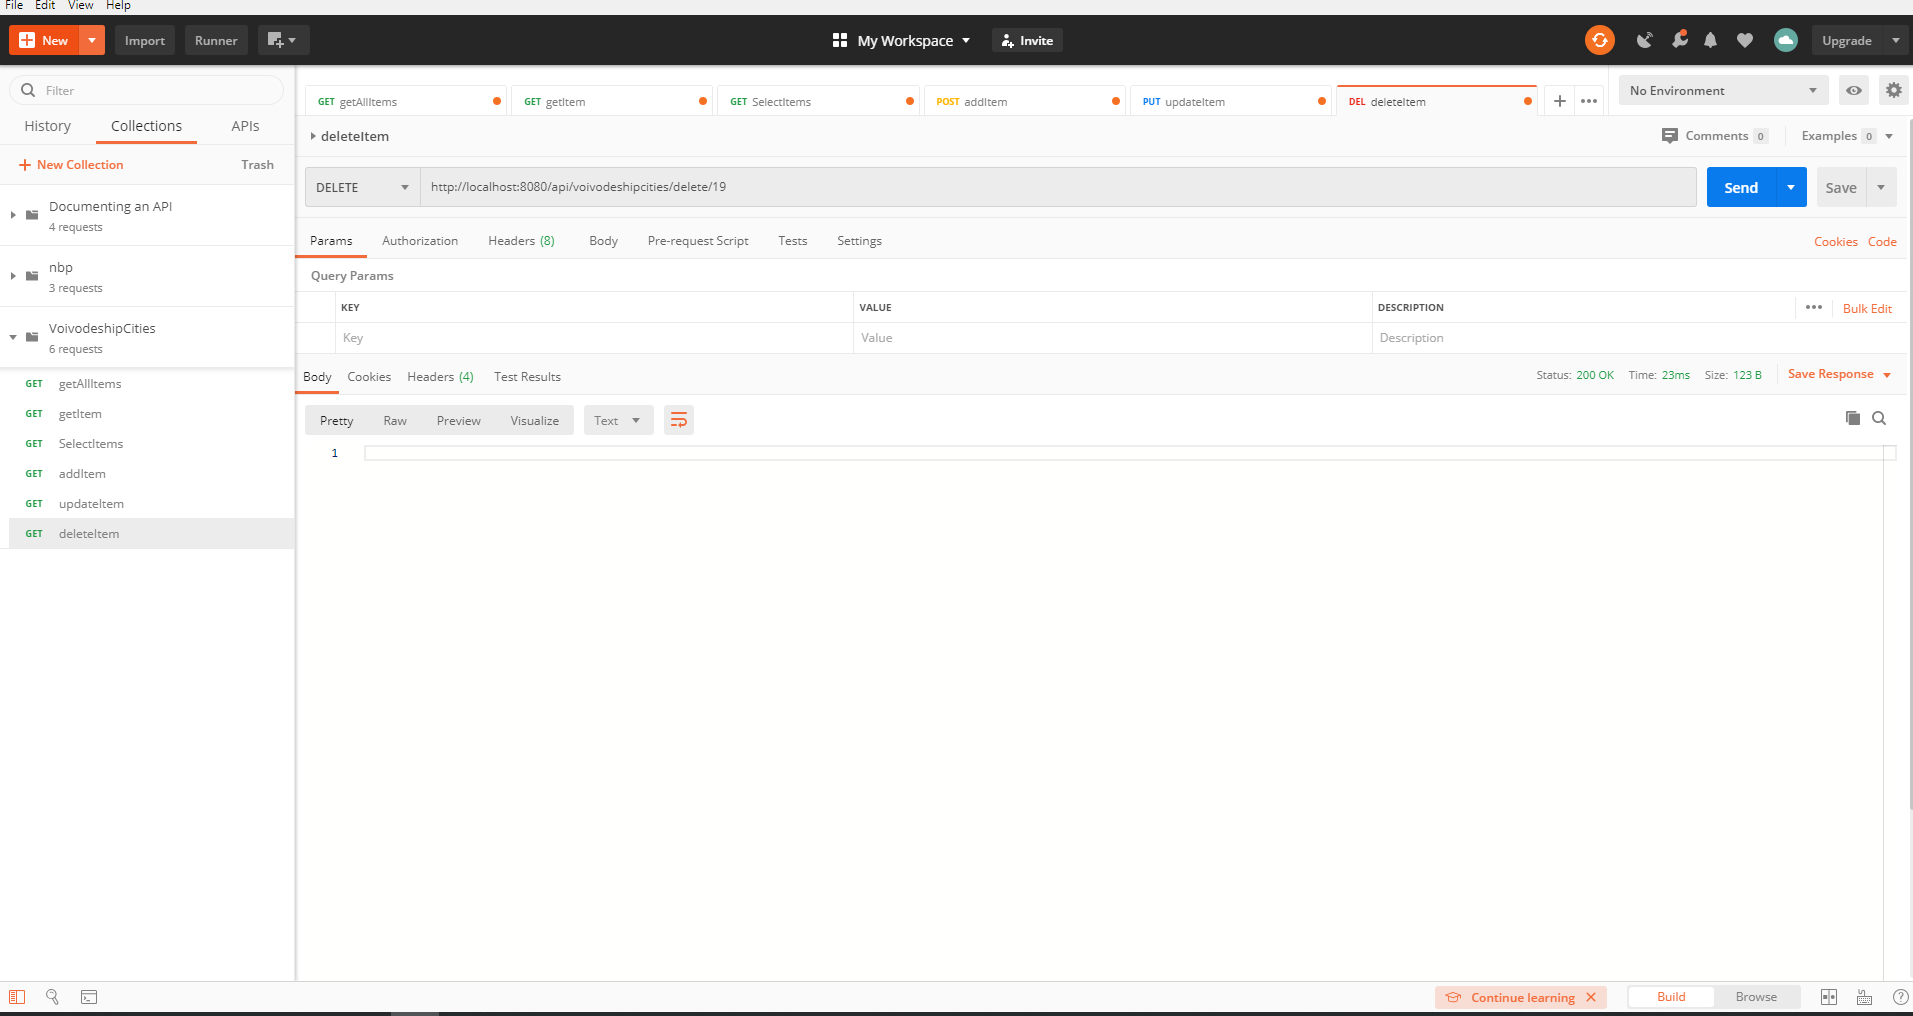 File Edit View Help
New Import Runner My Workspace Invite Upgrade
Filter
History Collections APIs
New Collection Trash
Documenting an API
4 requests
nbp
3 requests
VoivodeshipCities
6 requests
GET getAllItems
GET getItem
GET SelectItems
GET addItem
GET updateItem
GET deleteItem
GET getAllItems GET getItem GET SelectItems POST addItem PUT updateItem DEL deleteItem No Environment
deleteItem Comments 0 Examples 0
DELETE http://localhost:8080/api/voivodeshipcities/delete/19 Send Save
Params Authorization Headers (8) Body Pre-request Script Tests Settings Cookies Code
Query Params
KEY VALUE DESCRIPTION Bulk Edit
Key Value Description
Body Cookies Headers (4) Test Results Status: 200 OK Time: 23ms Size: 123 B Save Response
Pretty Raw Preview Visualize Text
1
Continue learning Build Browse